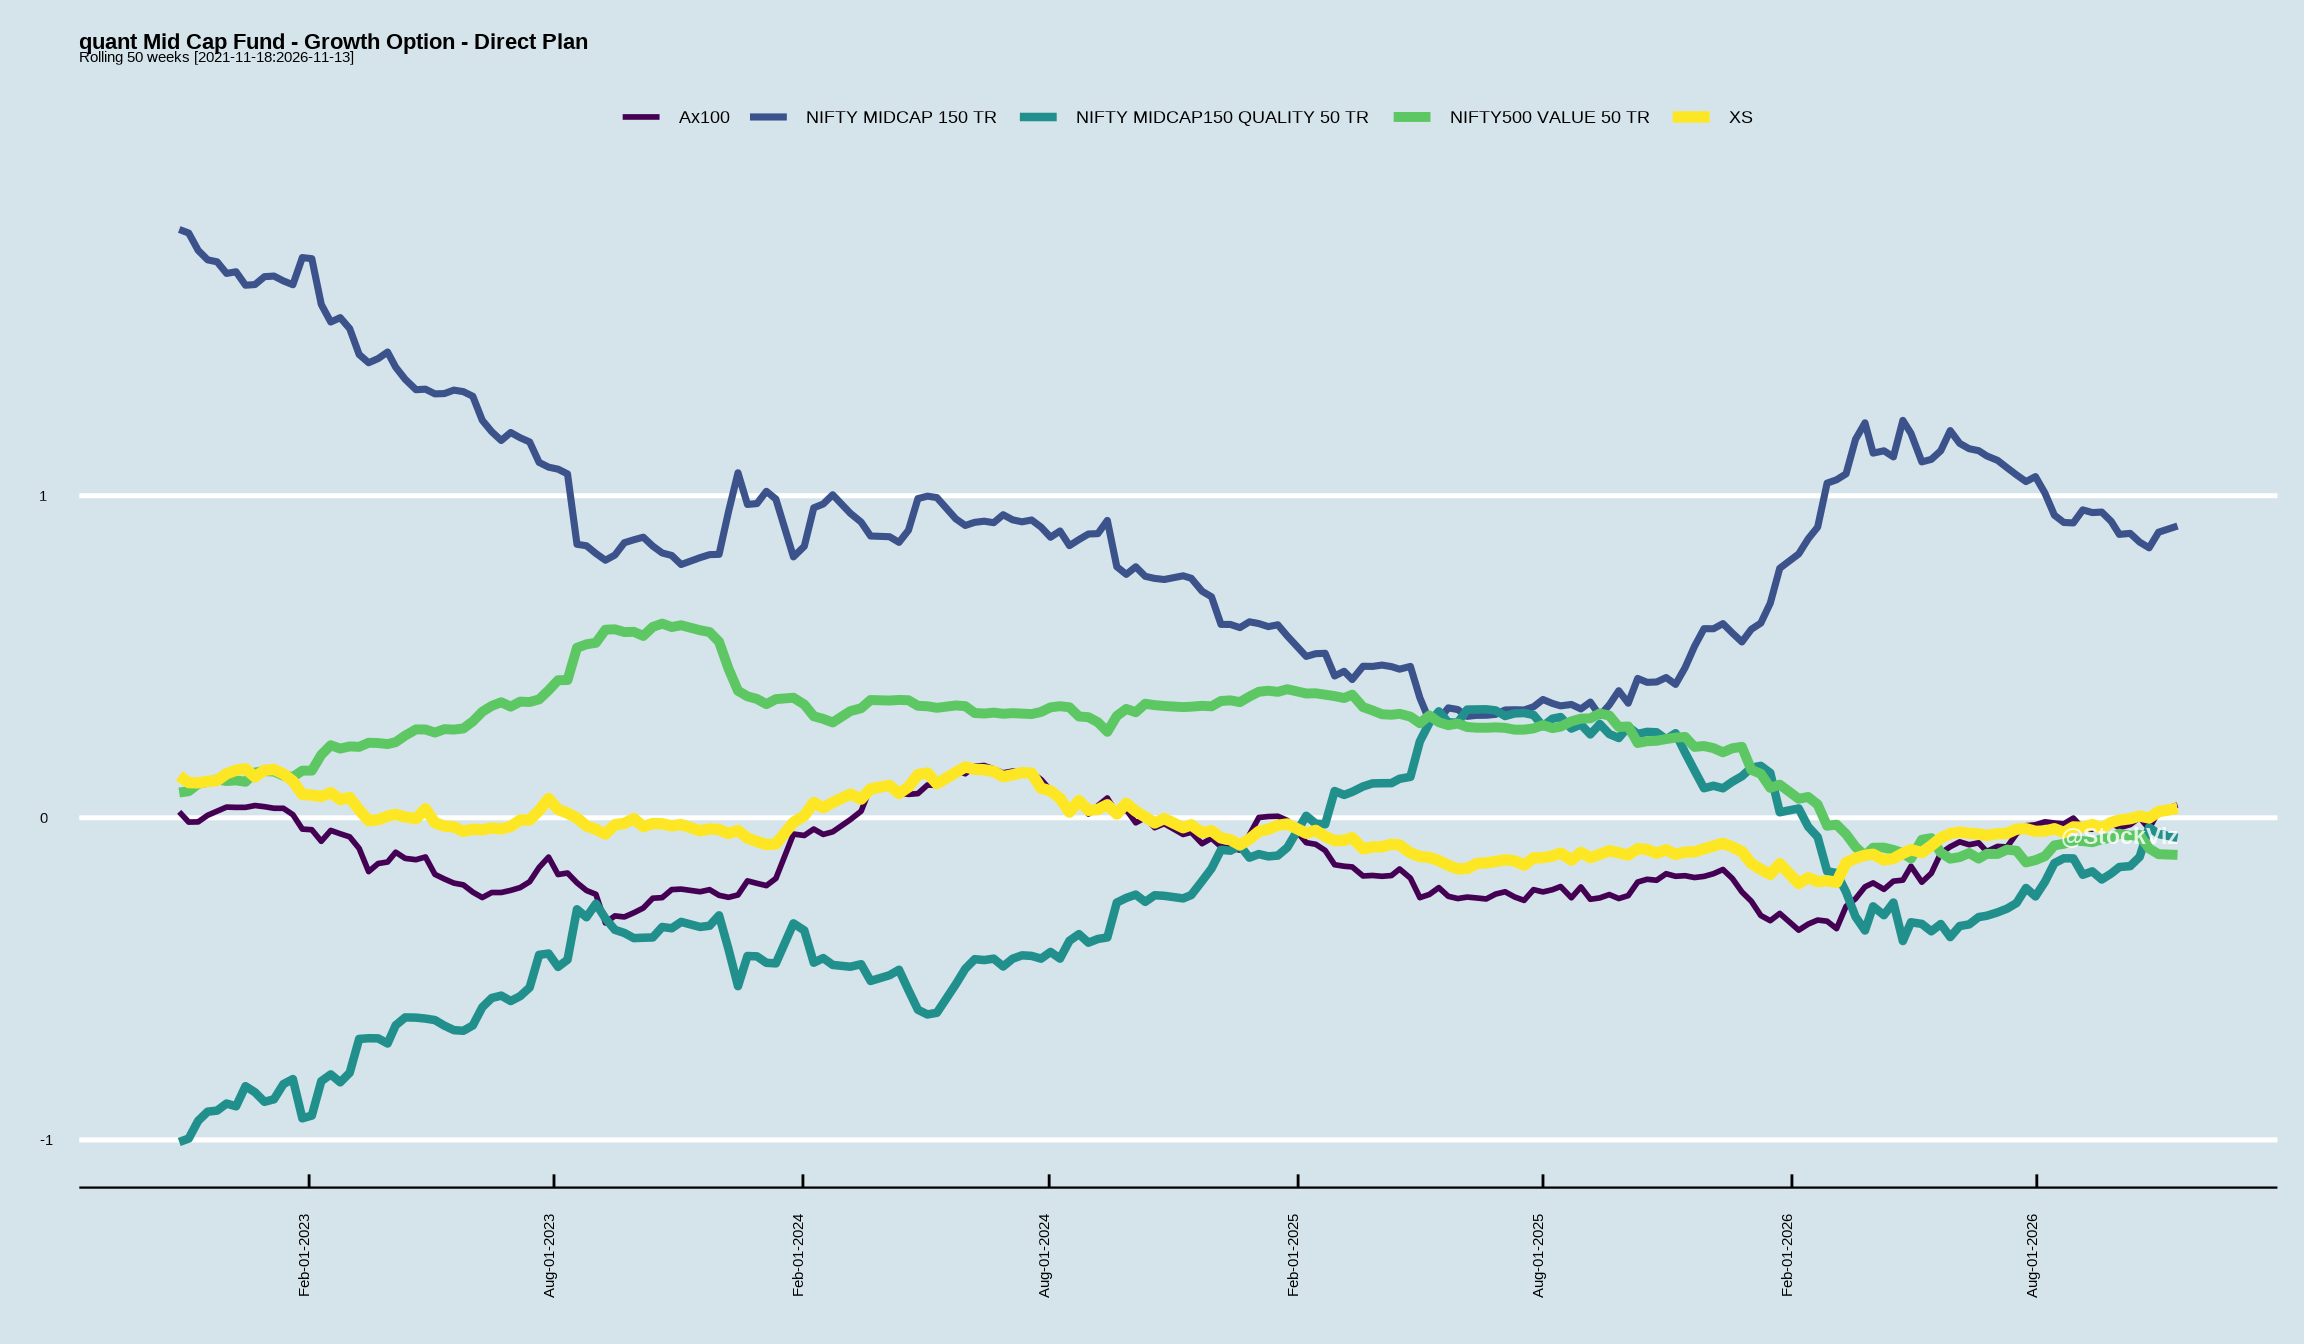 quant Mid Cap Fund - Growth Option - Direct Plan
Rolling 50 weeks [2021-11-18:2026-11-13]
Ax100 NIFTY MIDCAP 150 TR NIFTY MIDCAP150 QUALITY 50 TR NIFTY500 VALUE 50 TR XS
1
0
@StockViz
-1
Feb-01-2023 Aug-01-2023 Feb-01-2024 Aug-01-2024 Feb-01-2025 Aug-01-2025 Feb-01-2026 Aug-01-2026